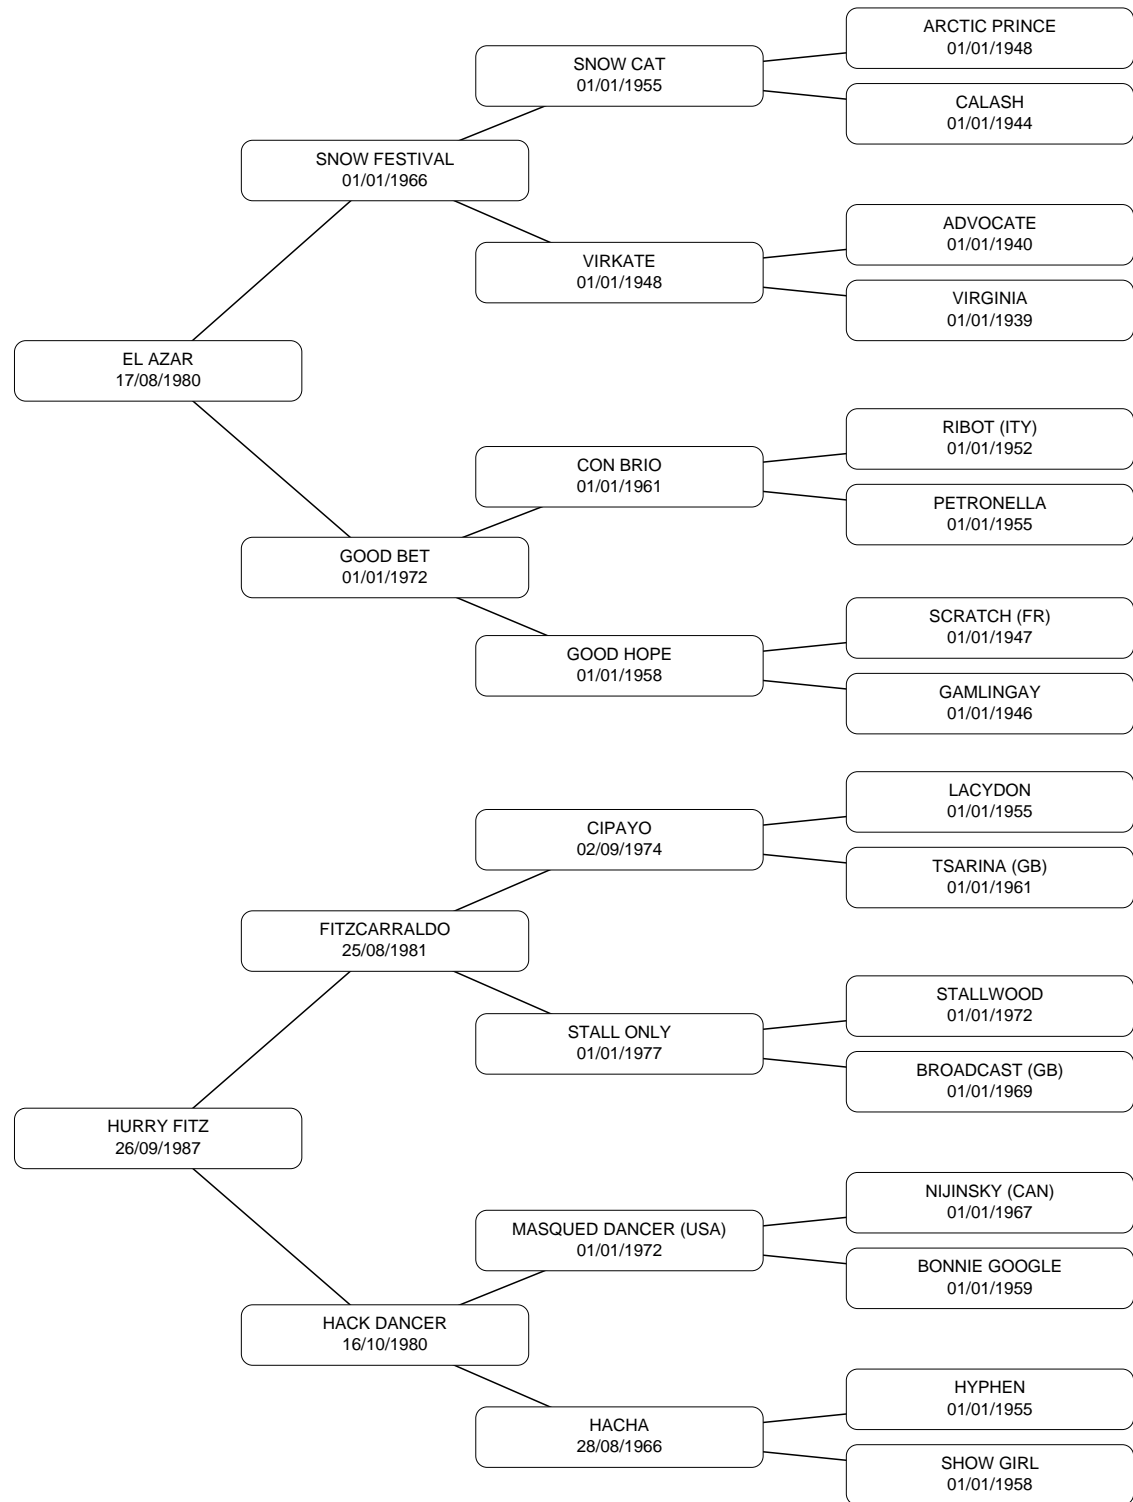 ARCTIC PRINCE
01/01/1948
SNOW CAT
01/01/1955
CALASH
01/01/1944
SNOW FESTIVAL
01/01/1966
ADVOCATE
01/01/1940
VIRKATE
01/01/1948
VIRGINIA
01/01/1939
EL AZAR
17/08/1980
RIBOT (ITY)
01/01/1952
CON BRIO
01/01/1961
PETRONELLA
01/01/1955
GOOD BET
01/01/1972
SCRATCH (FR)
01/01/1947
GOOD HOPE
01/01/1958
GAMLINGAY
01/01/1946
LACYDON
01/01/1955
CIPAYO
02/09/1974
TSARINA (GB)
01/01/1961
FITZCARRALDO
25/08/1981
STALLWOOD
01/01/1972
STALL ONLY
01/01/1977
BROADCAST (GB)
01/01/1969
HURRY FITZ
26/09/1987
NIJINSKY (CAN)
01/01/1967
MASQUED DANCER (USA)
01/01/1972
BONNIE GOOGLE
01/01/1959
HACK DANCER
16/10/1980
HYPHEN
01/01/1955
HACHA
28/08/1966
SHOW GIRL
01/01/1958